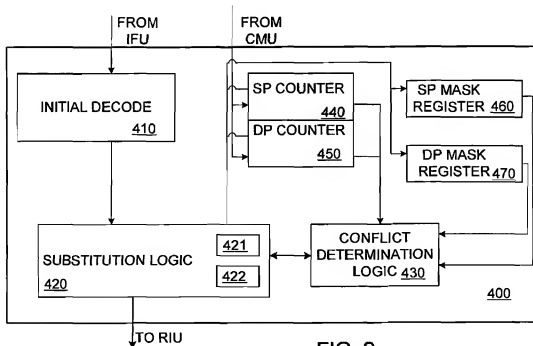 FROM
IFU
FROM
CMU
INITIAL DECODE
410
SP COUNTER
440
DP COUNTER
450
SP MASK
REGISTER 460
DP MASK
REGISTER 470
SUBSTITUTION LOGIC
420
421
422
CONFLICT
DETERMINATION
LOGIC 430
400
TO RIU